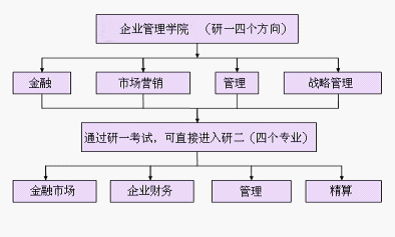 企业管理学院 （研一四个方向）
金融 市场营销 管理 战略管理
通过研一考试，可直接进入研二（四个专业）
金融市场 企业财务 管理 精算